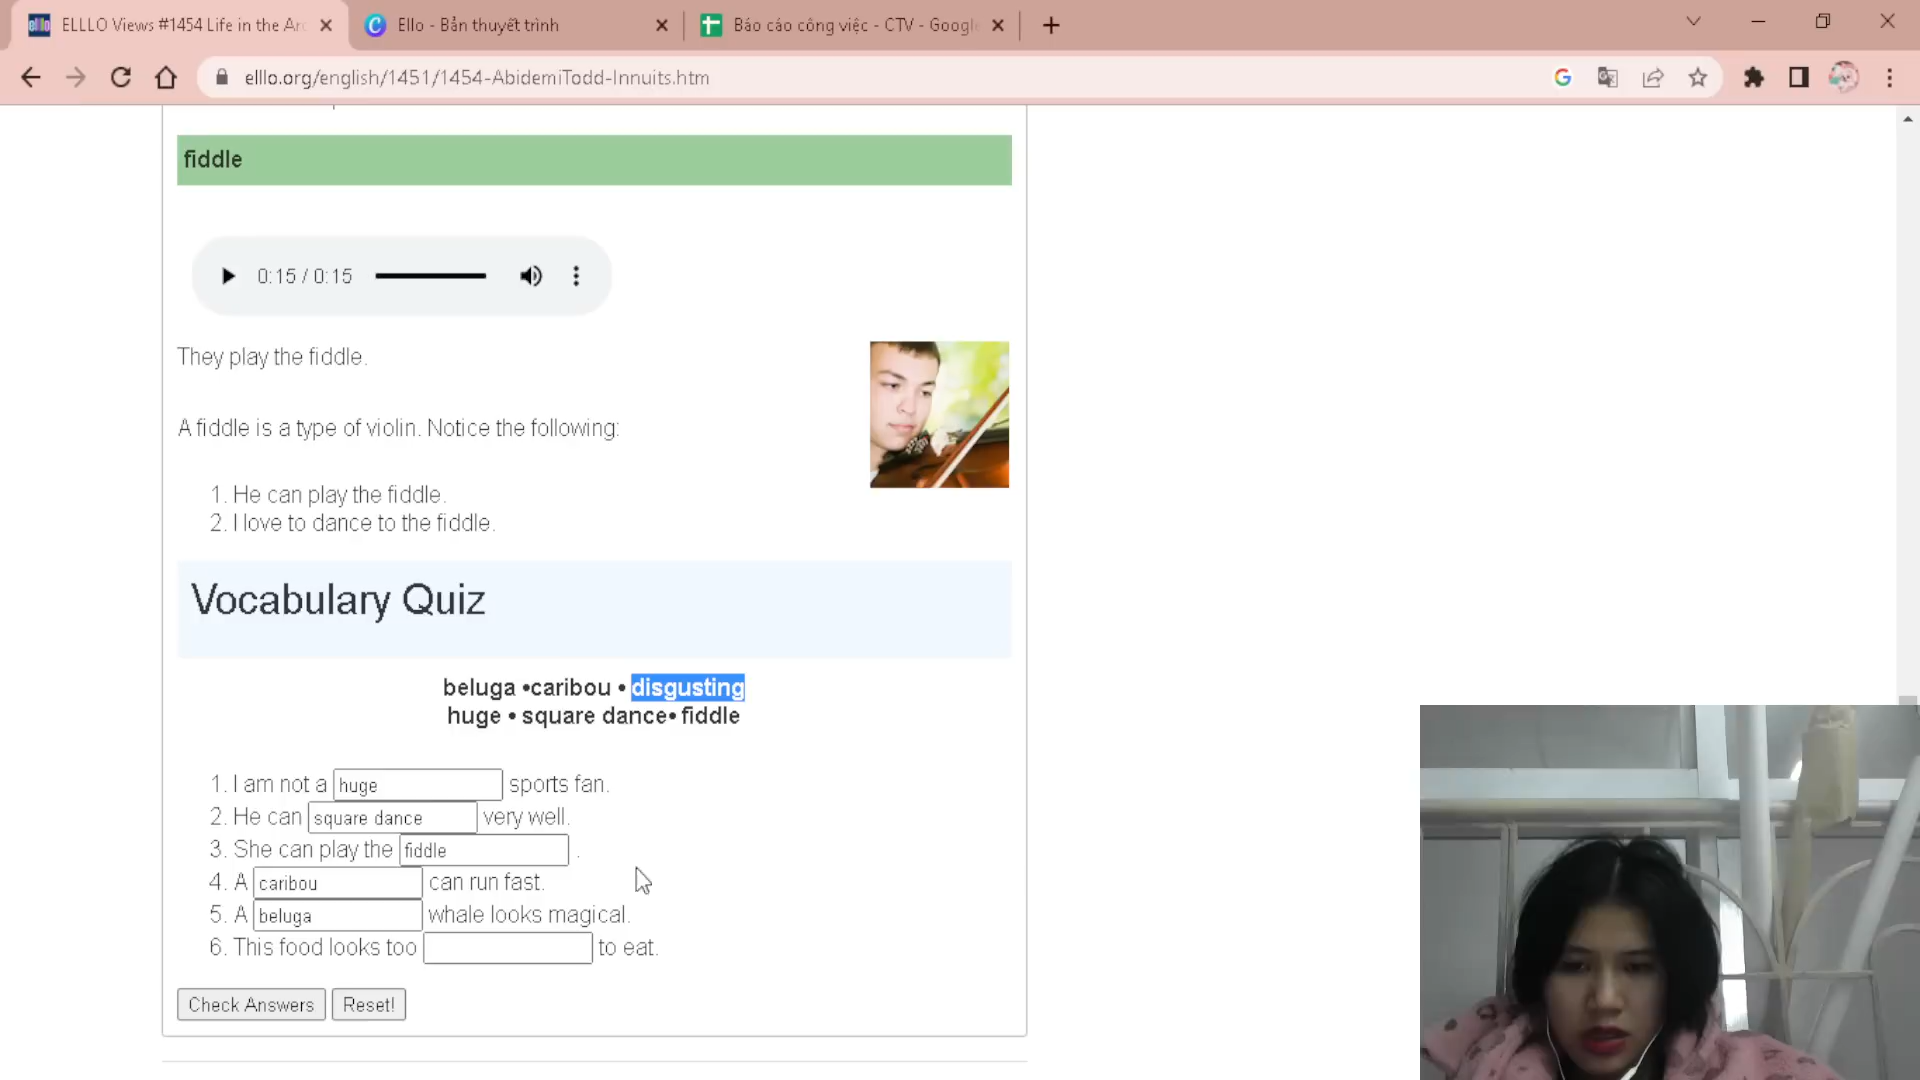 ELLLO Views #1454 Life in the Arc
Ello - Bản thuyết trình
Báo cáo công việc - CTV - Google
elllo.org/english/1451/1454-AbidemiTodd-Innuits.htm
fiddle
0:15 / 0:15
They play the fiddle.
A fiddle is a type of violin. Notice the following:
1. He can play the fiddle.
2. I love to dance to the fiddle.
Vocabulary Quiz
beluga •caribou • disgusting
huge • square dance• fiddle
1. I am not a huge sports fan.
2. He can square dance very well.
3. She can play the fiddle .
4. A caribou can run fast.
5. A beluga whale looks magical.
6. This food looks too to eat.
Check Answers Reset!